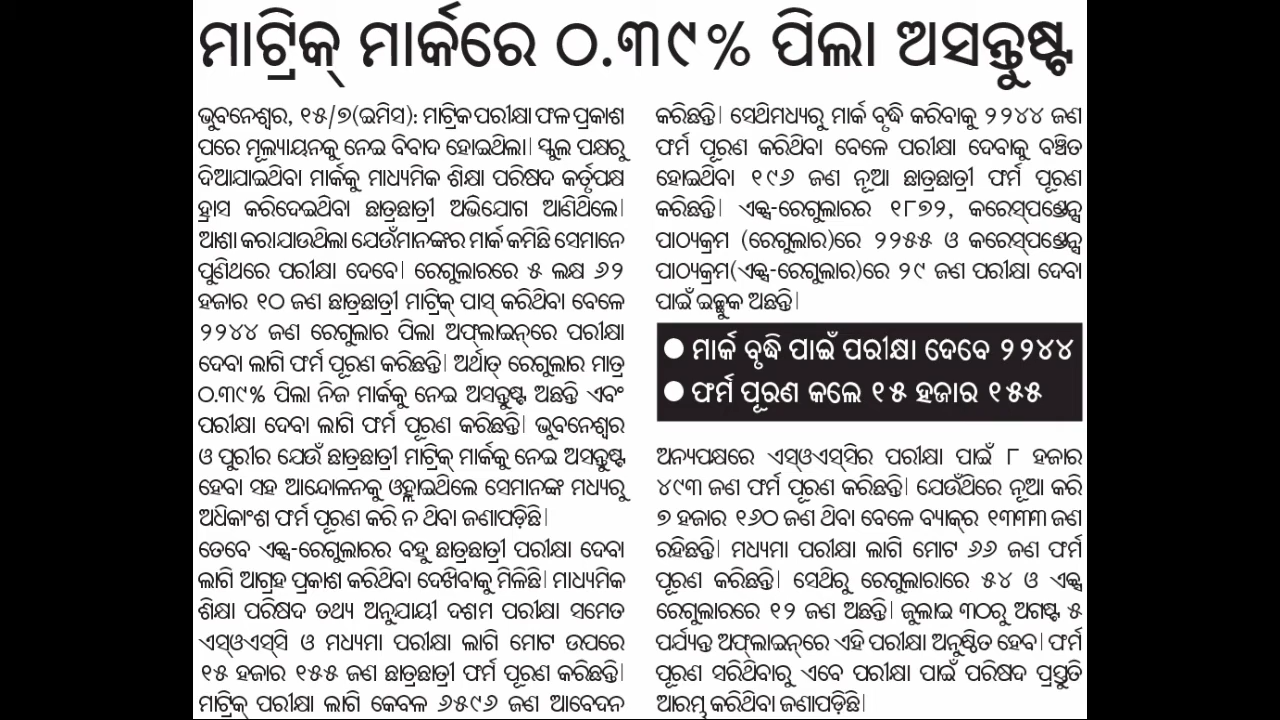 ମାଟ୍ରିକ୍ ମାର୍କରେ ୦.୩୯% ପିଲା ଅସନ୍ତୁଷ୍ଟ
ଭୁବନେଶ୍ୱର, ୧୫/୭(ଇମିସ): ମାଟ୍ରିକ ପରୀକ୍ଷା ଫଳ ପ୍ରକାଶ
ପରେ ମୂଲ୍ୟାୟନକୁ ନେଇ ବିବାଦ ହୋଇଥିଲା। ସ୍କୁଲ ପକ୍ଷରୁ
ଦିଆଯାଇଥିବା ମାର୍କକୁ ମାଧ୍ୟମିକ ଶିକ୍ଷା ପରିଷଦ କର୍ତୃପକ୍ଷ
ହ୍ରାସ କରିଦେଇଥିବା ଛାତ୍ରଛାତ୍ରୀ ଅଭିଯୋଗ ଆଣିଥିଲେ।
ଆଶା କରାଯାଉଥିଲା ଯେଉଁମାନଙ୍କର ମାର୍କ କମିଛି ସେମାନେ
ପୁଣିଥରେ ପରୀକ୍ଷା ଦେବେ। ରେଗୁଲାରରେ ୫ ଲକ୍ଷ ୬୨
ହଜାର ୧୦ ଜଣ ଛାତ୍ରଛାତ୍ରୀ ମାଟ୍ରିକ୍ ପାସ୍ କରିଥିବା ବେଳେ
୨୨୪୪ ଜଣ ରେଗୁଲାର ପିଲା ଅଫ୍‌ଲାଇନ୍‌ରେ ପରୀକ୍ଷା
ଦେବା ଲାଗି ଫର୍ମ ପୂରଣ କରିଛନ୍ତି। ଅର୍ଥାତ୍ ରେଗୁଲାର ମାତ୍ର
୦.୩୯% ପିଲା ନିଜ ମାର୍କକୁ ନେଇ ଅସନ୍ତୁଷ୍ଟ ଅଛନ୍ତି ଏବଂ
ପରୀକ୍ଷା ଦେବା ଲାଗି ଫର୍ମ ପୂରଣ କରିଛନ୍ତି। ଭୁବନେଶ୍ୱର
ଓ ପୁରୀର ଯେଉଁ ଛାତ୍ରଛାତ୍ରୀ ମାଟ୍ରିକ୍ ମାର୍କକୁ ନେଇ ଅସନ୍ତୁଷ୍ଟ
ହେବା ସହ ଆନ୍ଦୋଳନକୁ ଓହ୍ଲାଇଥିଲେ ସେମାନଙ୍କ ମଧ୍ୟରୁ
ଅଧିକାଂଶ ଫର୍ମ ପୂରଣ କରି ନ ଥିବା ଜଣାପଡ଼ିଛି।
ତେବେ ଏକ୍ସ-ରେଗୁଲାରର ବହୁ ଛାତ୍ରଛାତ୍ରୀ ପରୀକ୍ଷା ଦେବା
ଲାଗି ଆଗ୍ରହ ପ୍ରକାଶ କରିଥିବା ଦେଖିବାକୁ ମିଳିଛି। ମାଧ୍ୟମିକ
ଶିକ୍ଷା ପରିଷଦ ତଥ୍ୟ ଅନୁଯାୟୀ ଦଶମ ପରୀକ୍ଷା ସମେତ
ଏସ୍‌ଓଏସ୍‌ସି ଓ ମଧ୍ୟମା ପରୀକ୍ଷା ଲାଗି ମୋଟ ଉପରେ
୧୫ ହଜାର ୧୫୫ ଜଣ ଛାତ୍ରଛାତ୍ରୀ ଫର୍ମ ପୂରଣ କରିଛନ୍ତି।
ମାଟ୍ରିକ୍ ପରୀକ୍ଷା ଲାଗି କେବଳ ୬୫୯୬ ଜଣ ଆବେଦନ
କରିଛନ୍ତି। ସେଥିମଧ୍ୟରୁ ମାର୍କ ବୃଦ୍ଧି କରିବାକୁ ୨୨୪୪ ଜଣ
ଫର୍ମ ପୂରଣ କରିଥିବା ବେଳେ ପରୀକ୍ଷା ଦେବାକୁ ବଞ୍ଚିତ
ହୋଇଥିବା ୧୯୬ ଜଣ ନୂଆ ଛାତ୍ରଛାତ୍ରୀ ଫର୍ମ ପୂରଣ
କରିଛନ୍ତି। ଏକ୍ସ-ରେଗୁଲାରର ୧୮୭୨, କରେସ୍‌ପଣ୍ଡେନ୍ସ
ପାଠ୍ୟକ୍ରମ (ରେଗୁଲାର)ରେ ୨୨୫୫ ଓ କରେସ୍‌ପଣ୍ଡେନ୍ସ
ପାଠ୍ୟକ୍ରମ(ଏକ୍ସ-ରେଗୁଲାର)ରେ ୨୯ ଜଣ ପରୀକ୍ଷା ଦେବା
ପାଇଁ ଇଚ୍ଛୁକ ଅଛନ୍ତି।
● ମାର୍କ ବୃଦ୍ଧି ପାଇଁ ପରୀକ୍ଷା ଦେବେ ୨୨୪୪
● ଫର୍ମ ପୂରଣ କଲେ ୧୫ ହଜାର ୧୫୫
ଅନ୍ୟପକ୍ଷରେ ଏସ୍‌ଓଏସ୍‌ସିର ପରୀକ୍ଷା ପାଇଁ ୮ ହଜାର
୪୯୩ ଜଣ ଫର୍ମ ପୂରଣ କରିଛନ୍ତି। ଯେଉଁଥିରେ ନୂଆ କରି
୭ ହଜାର ୧୬୦ ଜଣ ଥିବା ବେଳେ ବ୍ୟାକ୍‌ର ୧୩୩୩ ଜଣ
ରହିଛନ୍ତି। ମଧ୍ୟମା ପରୀକ୍ଷା ଲାଗି ମୋଟ ୬୬ ଜଣ ଫର୍ମ
ପୂରଣ କରିଛନ୍ତି। ସେଥିରୁ ରେଗୁଲାରାରେ ୫୪ ଓ ଏକ୍ସ
ରେଗୁଲାରରେ ୧୨ ଜଣ ଅଛନ୍ତି। ଜୁଲାଇ ୩୦ରୁ ଅଗଷ୍ଟ ୫
ପର୍ଯ୍ୟନ୍ତ ଅଫ୍‌ଲାଇନ୍‌ରେ ଏହି ପରୀକ୍ଷା ଅନୁଷ୍ଠିତ ହେବ। ଫର୍ମ
ପୂରଣ ସରିଥିବାରୁ ଏବେ ପରୀକ୍ଷା ପାଇଁ ପରିଷଦ ପ୍ରସ୍ତୁତି
ଆରମ୍ଭ କରିଥିବା ଜଣାପଡ଼ିଛି।